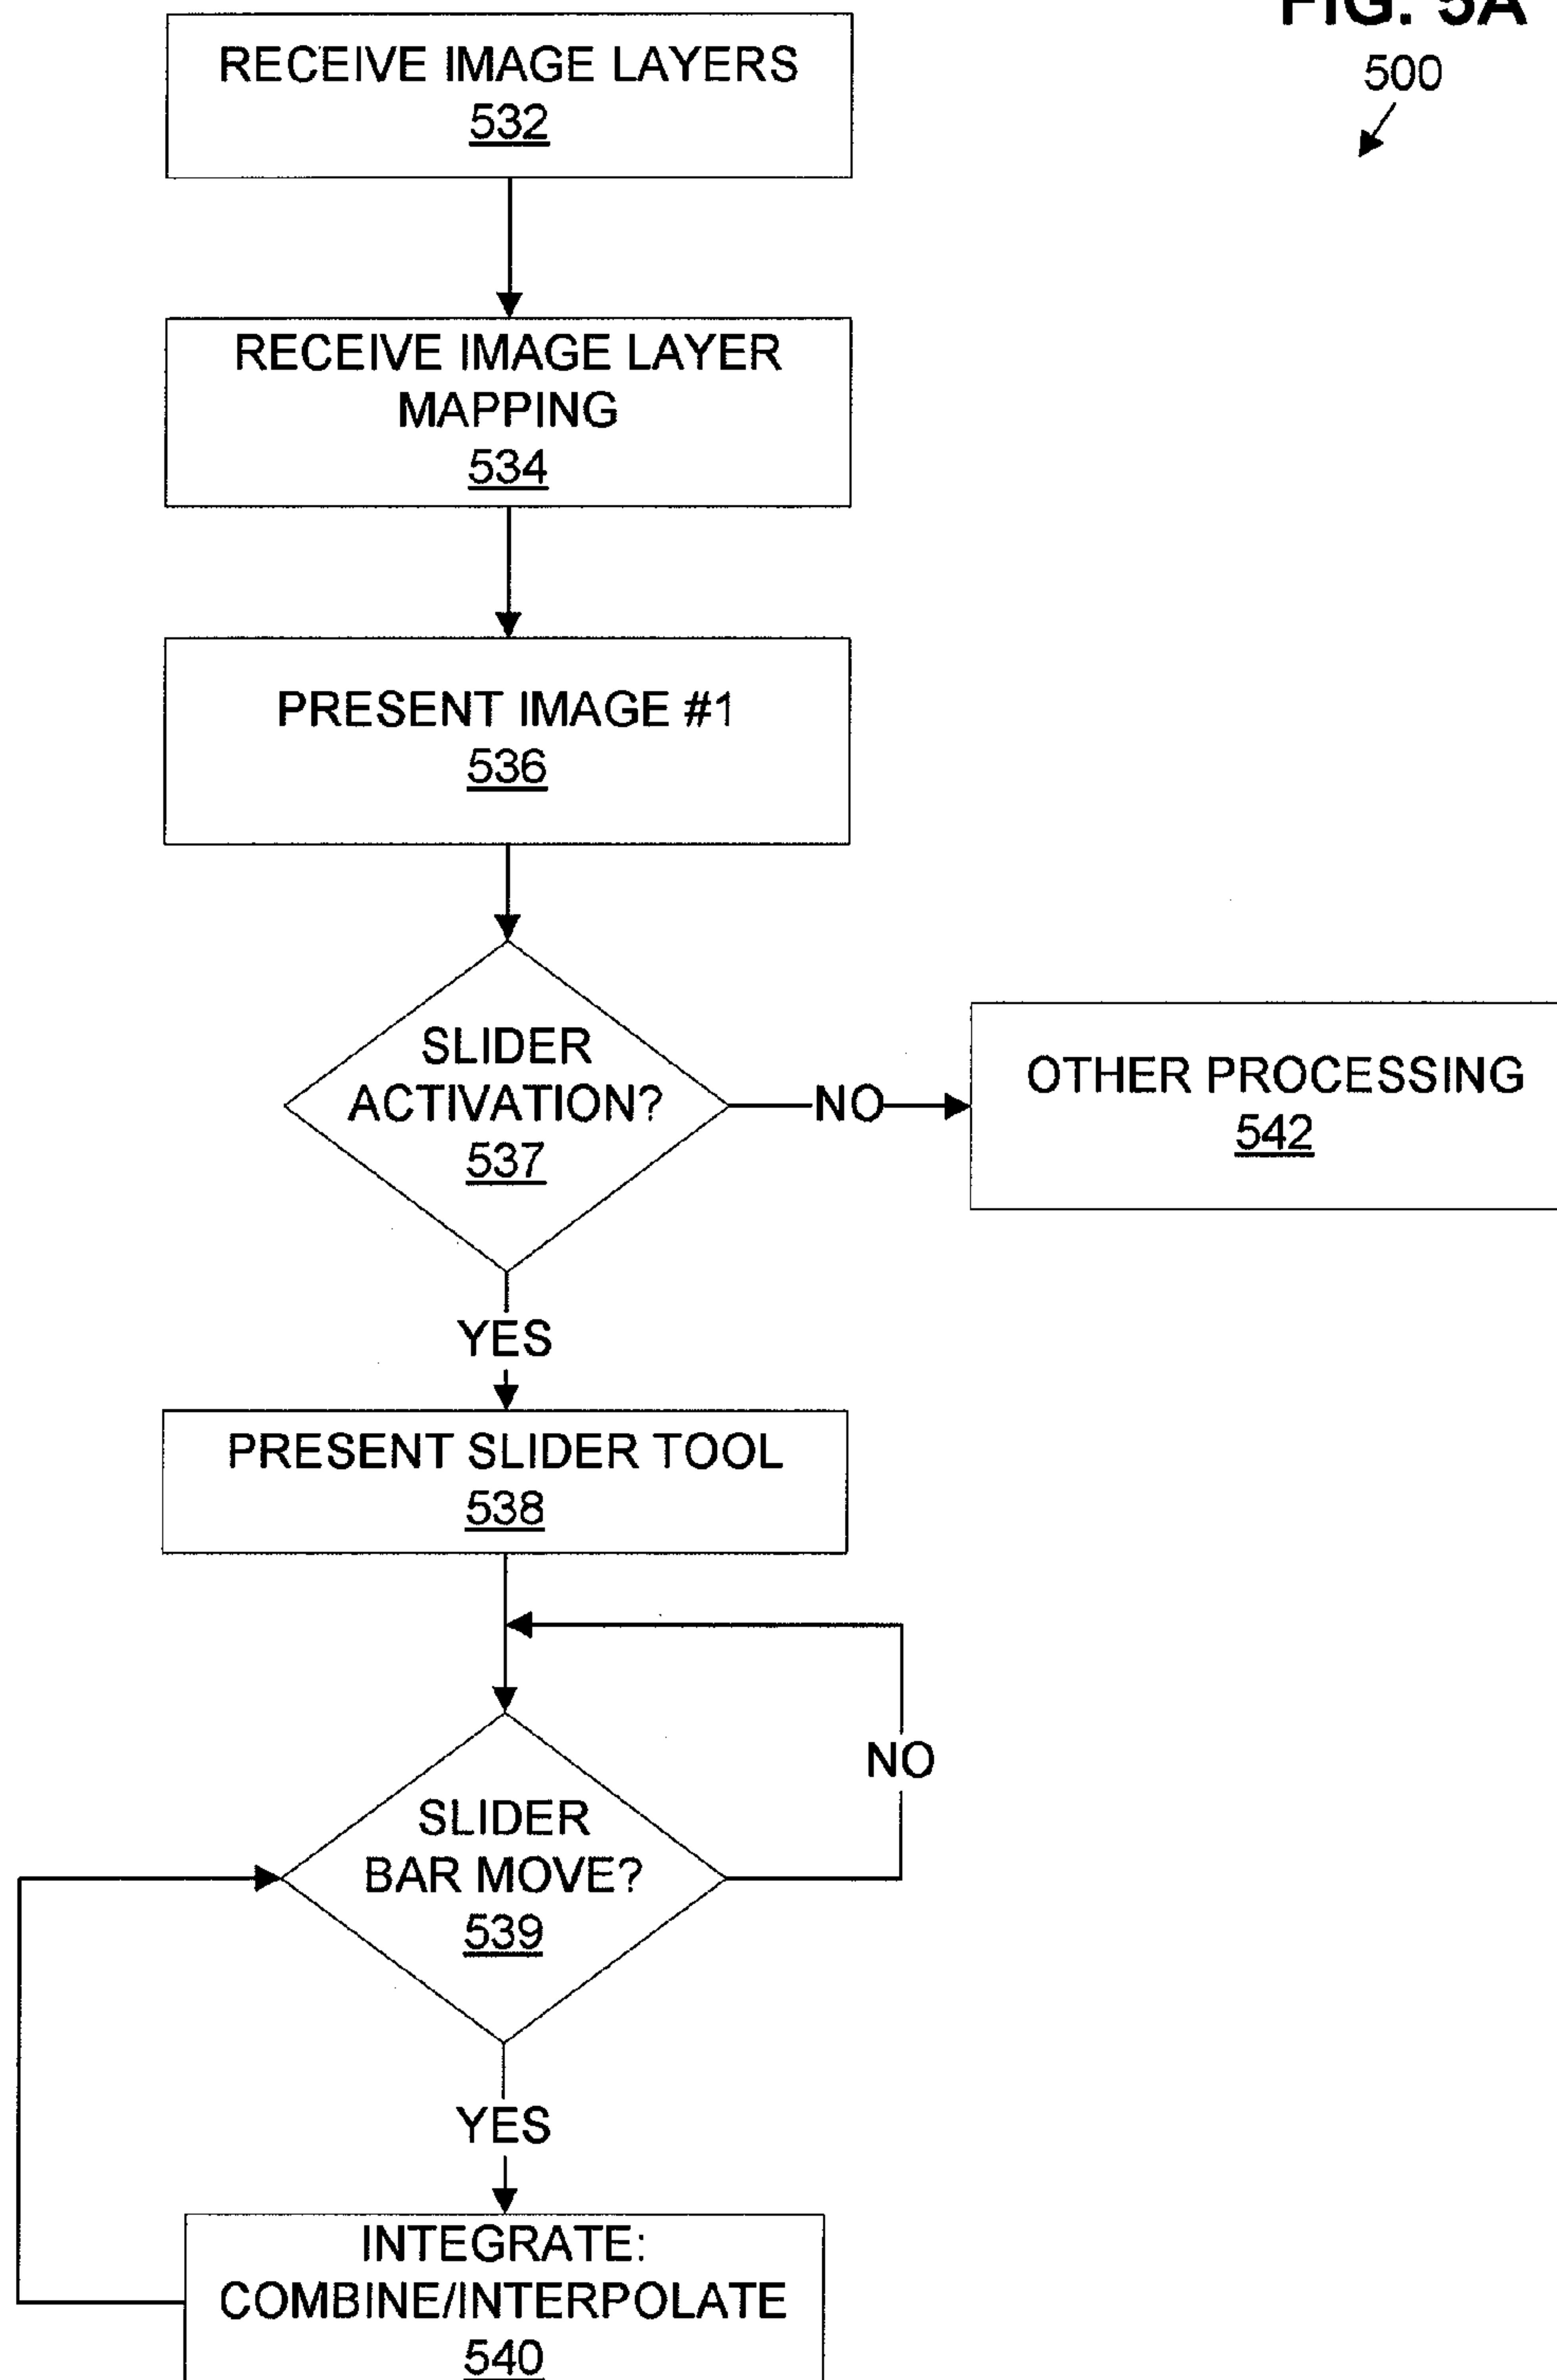 FIG. 5A
500
RECEIVE IMAGE LAYERS
532
RECEIVE IMAGE LAYER
MAPPING
534
PRESENT IMAGE #1
536
SLIDER
ACTIVATION?
537
NO
OTHER PROCESSING
542
YES
PRESENT SLIDER TOOL
538
NO
SLIDER
BAR MOVE?
539
YES
INTEGRATE:
COMBINE/INTERPOLATE
540